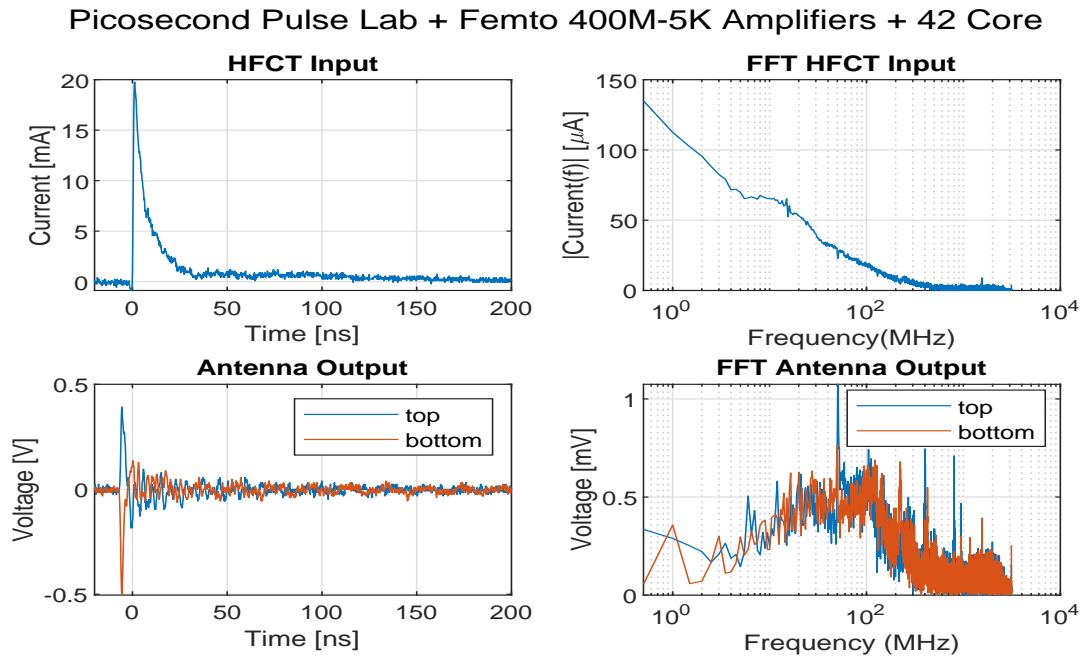 Picosecond Pulse Lab + Femto 400M-5K Amplifiers + 42 Core
HFCT Input
20
15
10
5
0
Current [mA]
0
50
100
150
200
Time [ns]
FFT HFCT Input
150
100
50
0
|Current(f)| [μA]
10^0
10^2
10^4
Frequency(MHz)
Antenna Output
0.5
0
-0.5
Voltage [V]
top
bottom
0
50
100
150
200
Time [ns]
FFT Antenna Output
1
0.5
0
Voltage [mV]
top
bottom
10^0
10^2
10^4
Frequency (MHz)